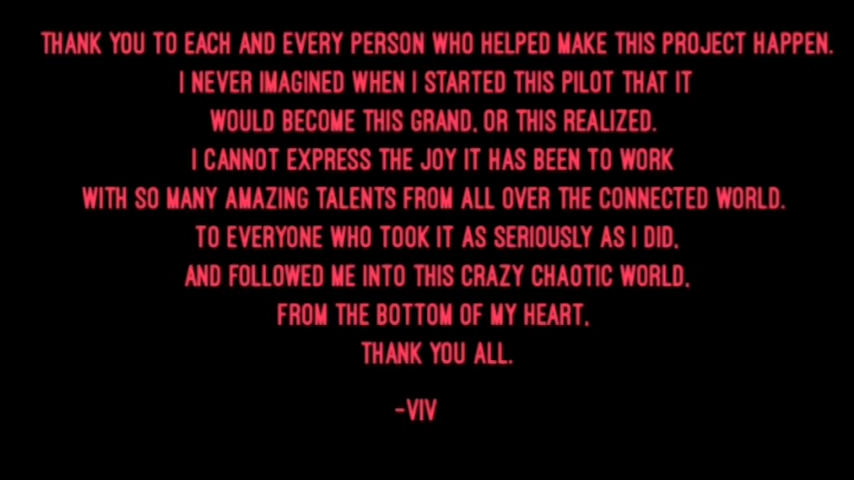 THANK YOU TO EACH AND EVERY PERSON WHO HELPED MAKE THIS PROJECT HAPPEN.
I NEVER IMAGINED WHEN I STARTED THIS PILOT THAT IT
WOULD BECOME THIS GRAND, OR THIS REALIZED.
I CANNOT EXPRESS THE JOY IT HAS BEEN TO WORK
WITH SO MANY AMAZING TALENTS FROM ALL OVER THE CONNECTED WORLD.
TO EVERYONE WHO TOOK IT AS SERIOUSLY AS I DID,
AND FOLLOWED ME INTO THIS CRAZY CHAOTIC WORLD,
FROM THE BOTTOM OF MY HEART,
THANK YOU ALL.
-VIV